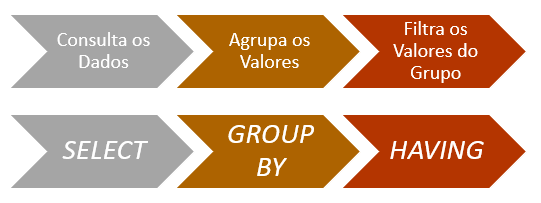 Consulta os
Dados
Agrupa os
Valores
Filtra os
Valores do
Grupo
SELECT
GROUP
BY
HAVING